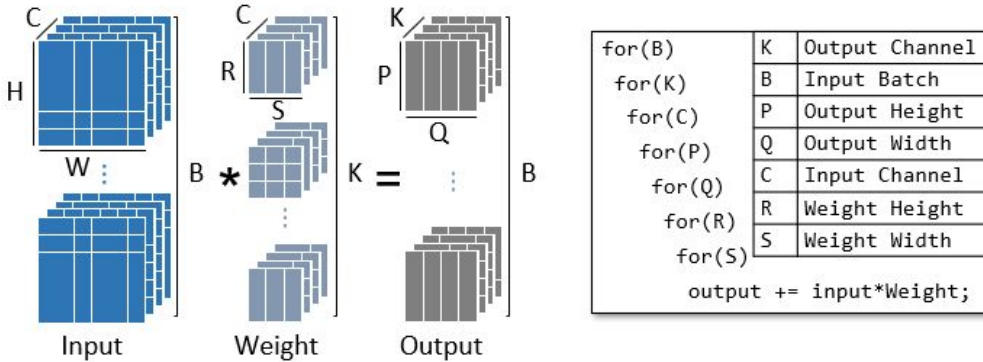 C
H
W
B
Input
*
C
R
S
K
Weight
=
K
P
Q
B
Output
for(B)
for(K)
for(C)
for(P)
for(Q)
for(R)
for(S)
K Output Channel
B Input Batch
P Output Height
Q Output Width
C Input Channel
R Weight Height
S Weight Width
output += input*Weight;